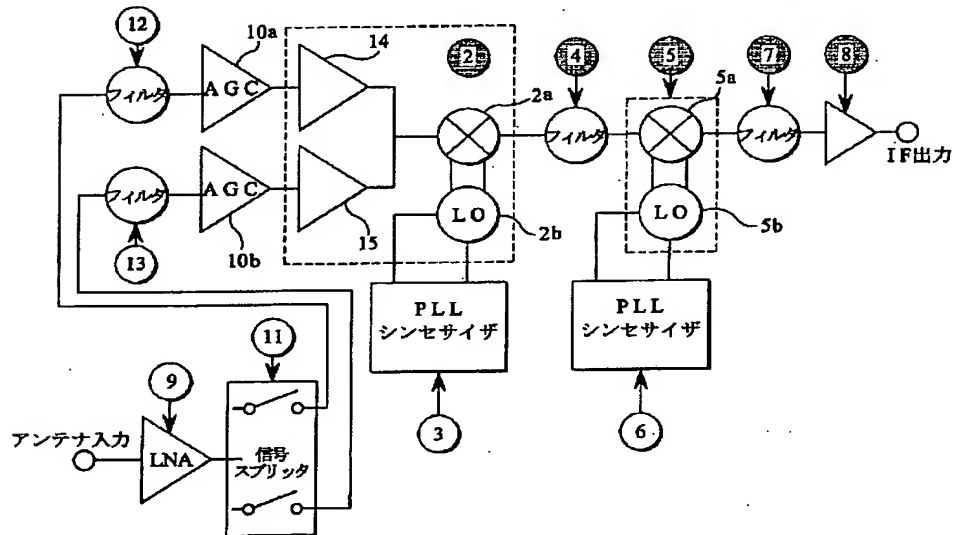 12
10a
14
2
4
5
5a
7
8
フィルタ
AGC
2a
フィルタ
フィルタ
IF出力
フィルタ
AGC
LO
LO
13
10b
15
2b
5b
PLL
シンセサイザ
PLL
シンセサイザ
11
9
3
6
アンテナ入力
LNA
信号
スプリッタ